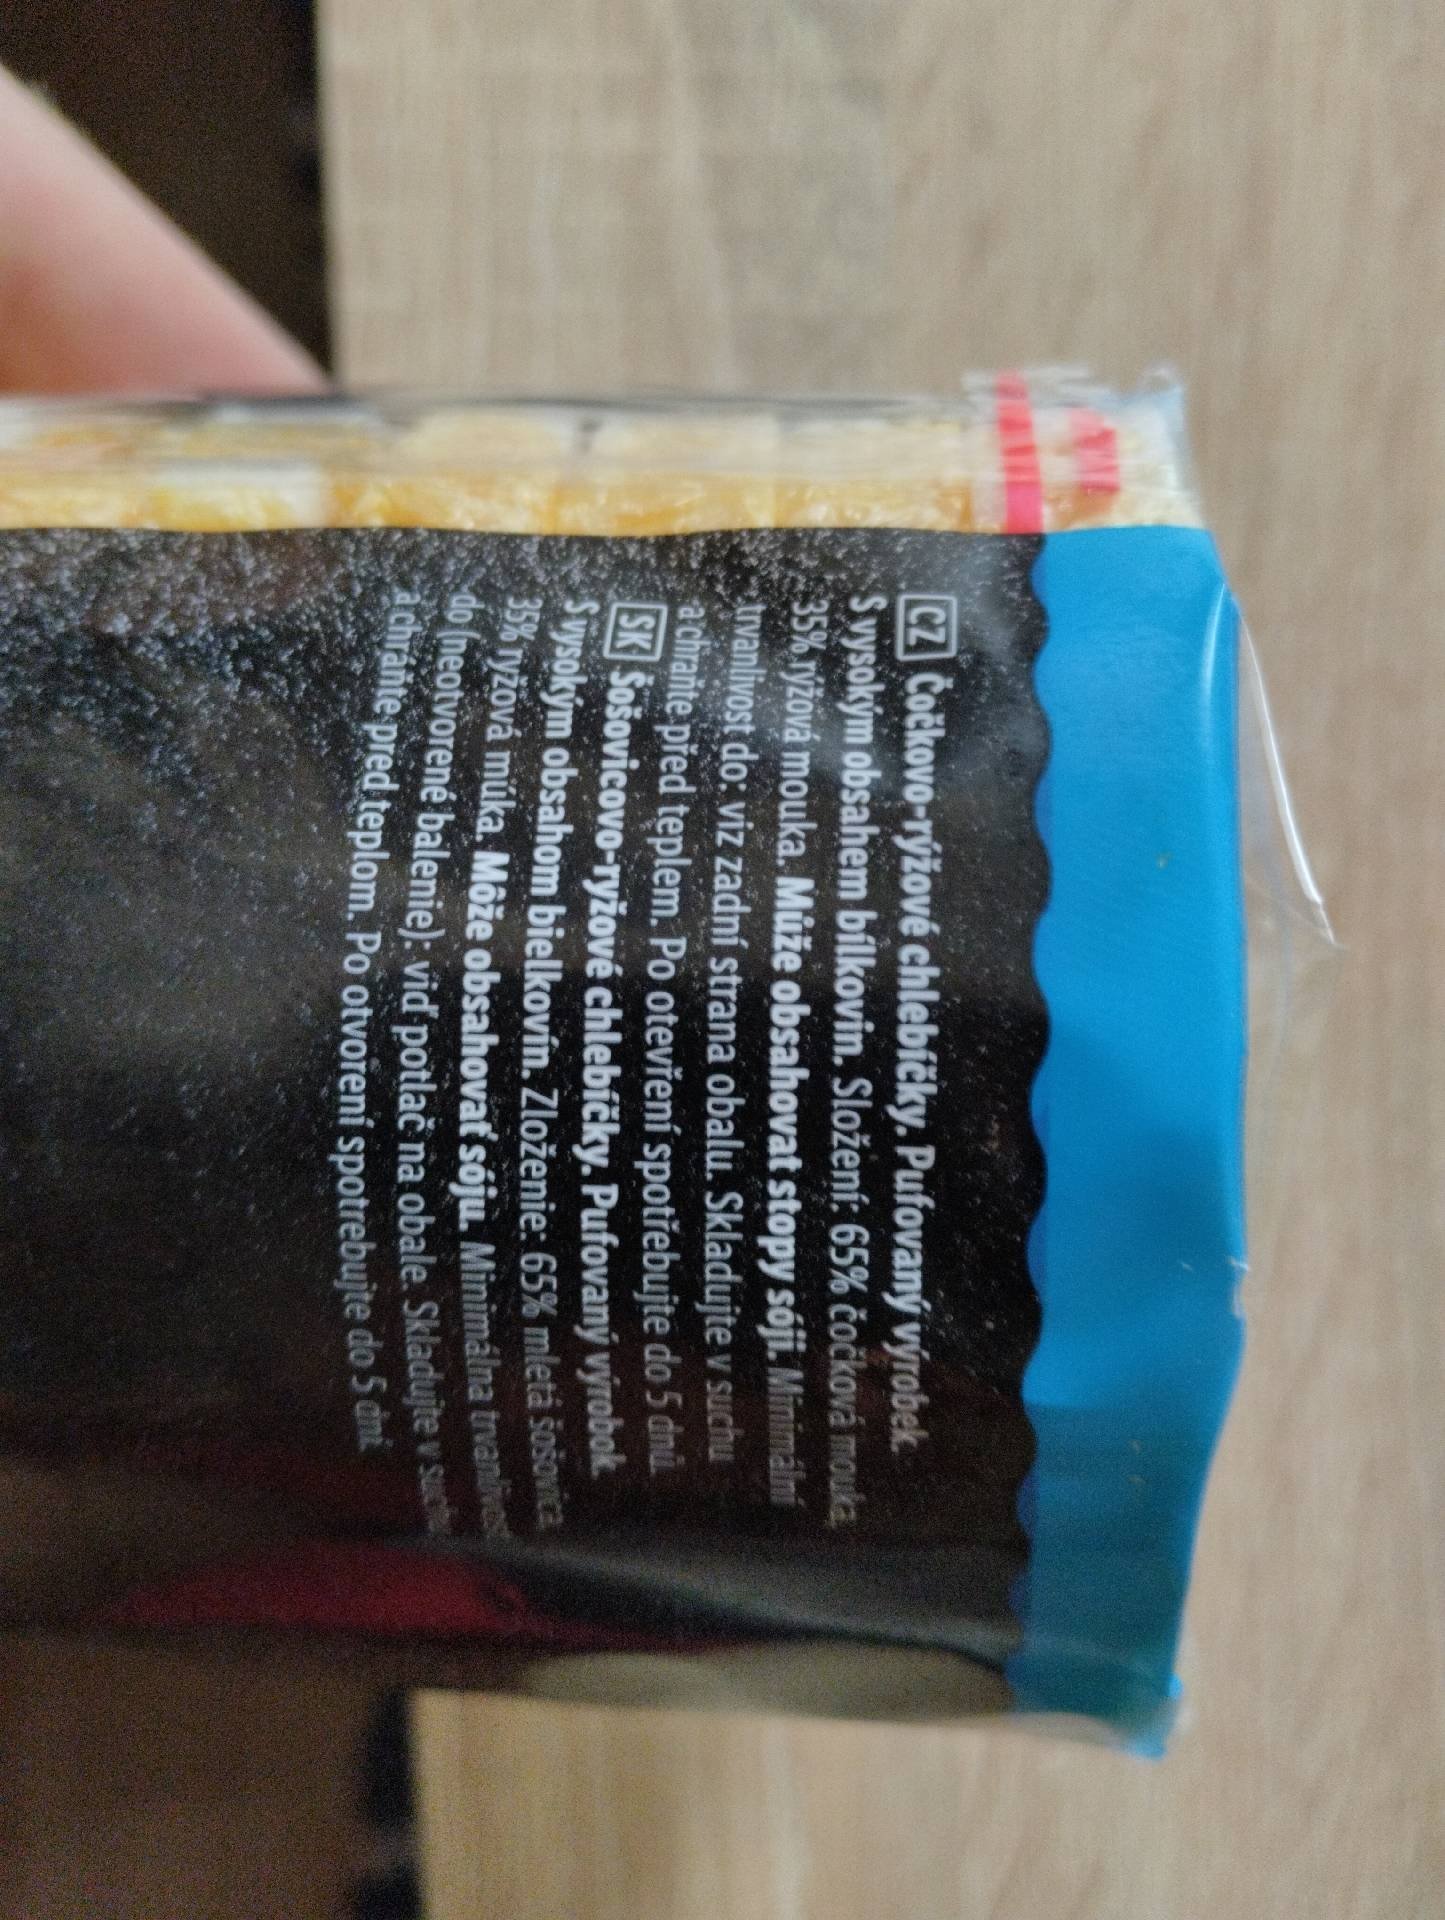 CZ Čočkovo-rýžové chlebíčky. Pufovaný výrobek.
S vysokým obsahem bílkovin. Složení: 65% čočková mouka,
35% rýžová mouka. Může obsahovat stopy sóji. Minimální
trvanlivost do: viz zadní strana obalu. Skladujte v suchu
a chraňte před teplem. Po otevření spotřebujte do 5 dnů.
SK Šošovicovo-ryžové chlebíčky. Pufovaný výrobok.
S vysokým obsahom bielkovín. Zloženie: 65% mletá šošovica,
35% ryžová múka. Môže obsahovať sóju. Minimálna trvanlivosť
do (neotvorené balenie): viď potlač na obale. Skladujte v suchu
a chráňte pred teplom. Po otvorení spotrebujte do 5 dní.